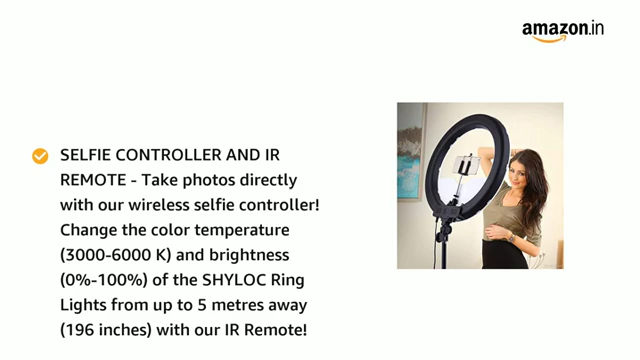 amazon.in
SELFIE CONTROLLER AND IR
REMOTE - Take photos directly
with our wireless selfie controller!
Change the color temperature
(3000-6000 K) and brightness
(0%-100%) of the SHYLOC Ring
Lights from up to 5 metres away
(196 inches) with our IR Remote!